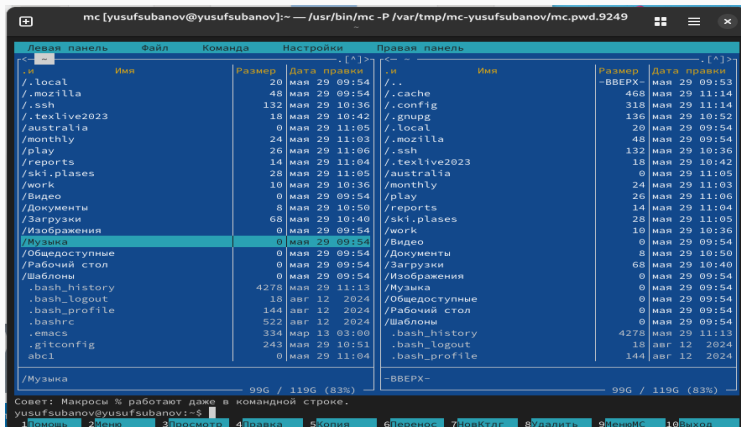 mc [yusufsubanov@yusufsubanov]:~ — /usr/bin/mc -P /var/tmp/mc-yusufsubanov/mc.pwd.9249
Левая панель Файл Команда Настройки Правая панель
<— ~ .[^]> <— ~ .[^]>
.и Имя Размер Дата правки .и Имя Размер Дата правки
/.local 20 мая 29 09:54 /.. -ВВЕРХ- мая 29 09:53
/.mozilla 48 мая 29 09:54 /.cache 468 мая 29 11:14
/.ssh 132 мая 29 10:36 /.config 318 мая 29 11:14
/.texlive2023 18 мая 29 10:42 /.gnupg 136 мая 29 10:52
/australia 0 мая 29 11:05 /.local 20 мая 29 09:54
/monthly 24 мая 29 11:03 /.mozilla 48 мая 29 09:54
/play 26 мая 29 11:06 /.ssh 132 мая 29 10:36
/reports 14 мая 29 11:04 /.texlive2023 18 мая 29 10:42
/ski.plases 28 мая 29 11:05 /australia 0 мая 29 11:05
/work 10 мая 29 10:36 /monthly 24 мая 29 11:03
/Видео 0 мая 29 09:54 /play 26 мая 29 11:06
/Документы 8 мая 29 10:50 /reports 14 мая 29 11:04
/Загрузки 68 мая 29 10:40 /ski.plases 28 мая 29 11:05
/Изображения 0 мая 29 09:54 /work 10 мая 29 10:36
/Музыка 0 мая 29 09:54 /Видео 0 мая 29 09:54
/Общедоступные 0 мая 29 09:54 /Документы 8 мая 29 10:50
/Рабочий стол 0 мая 29 09:54 /Загрузки 68 мая 29 10:40
/Шаблоны 0 мая 29 09:54 /Изображения 0 мая 29 09:54
.bash_history 4278 мая 29 11:13 /Музыка 0 мая 29 09:54
.bash_logout 18 авг 12 2024 /Общедоступные 0 мая 29 09:54
.bash_profile 144 авг 12 2024 /Рабочий стол 0 мая 29 09:54
.bashrc 522 авг 12 2024 /Шаблоны 0 мая 29 09:54
.emacs 334 мар 13 03:00 .bash_history 4278 мая 29 11:13
.gitconfig 243 мая 29 10:51 .bash_logout 18 авг 12 2024
abc1 0 мая 29 11:04 .bash_profile 144 авг 12 2024
/Музыка -ВВЕРХ-
99G / 119G (83%) 99G / 119G (83%)
Совет: Макросы % работают даже в командной строке.
yusufsubanov@yusufsubanov:~$
1Помощь 2Меню 3Просмотр 4Правка 5Копия 6Перенос 7НовКтлг 8Удалить 9МенюМС 10Выход